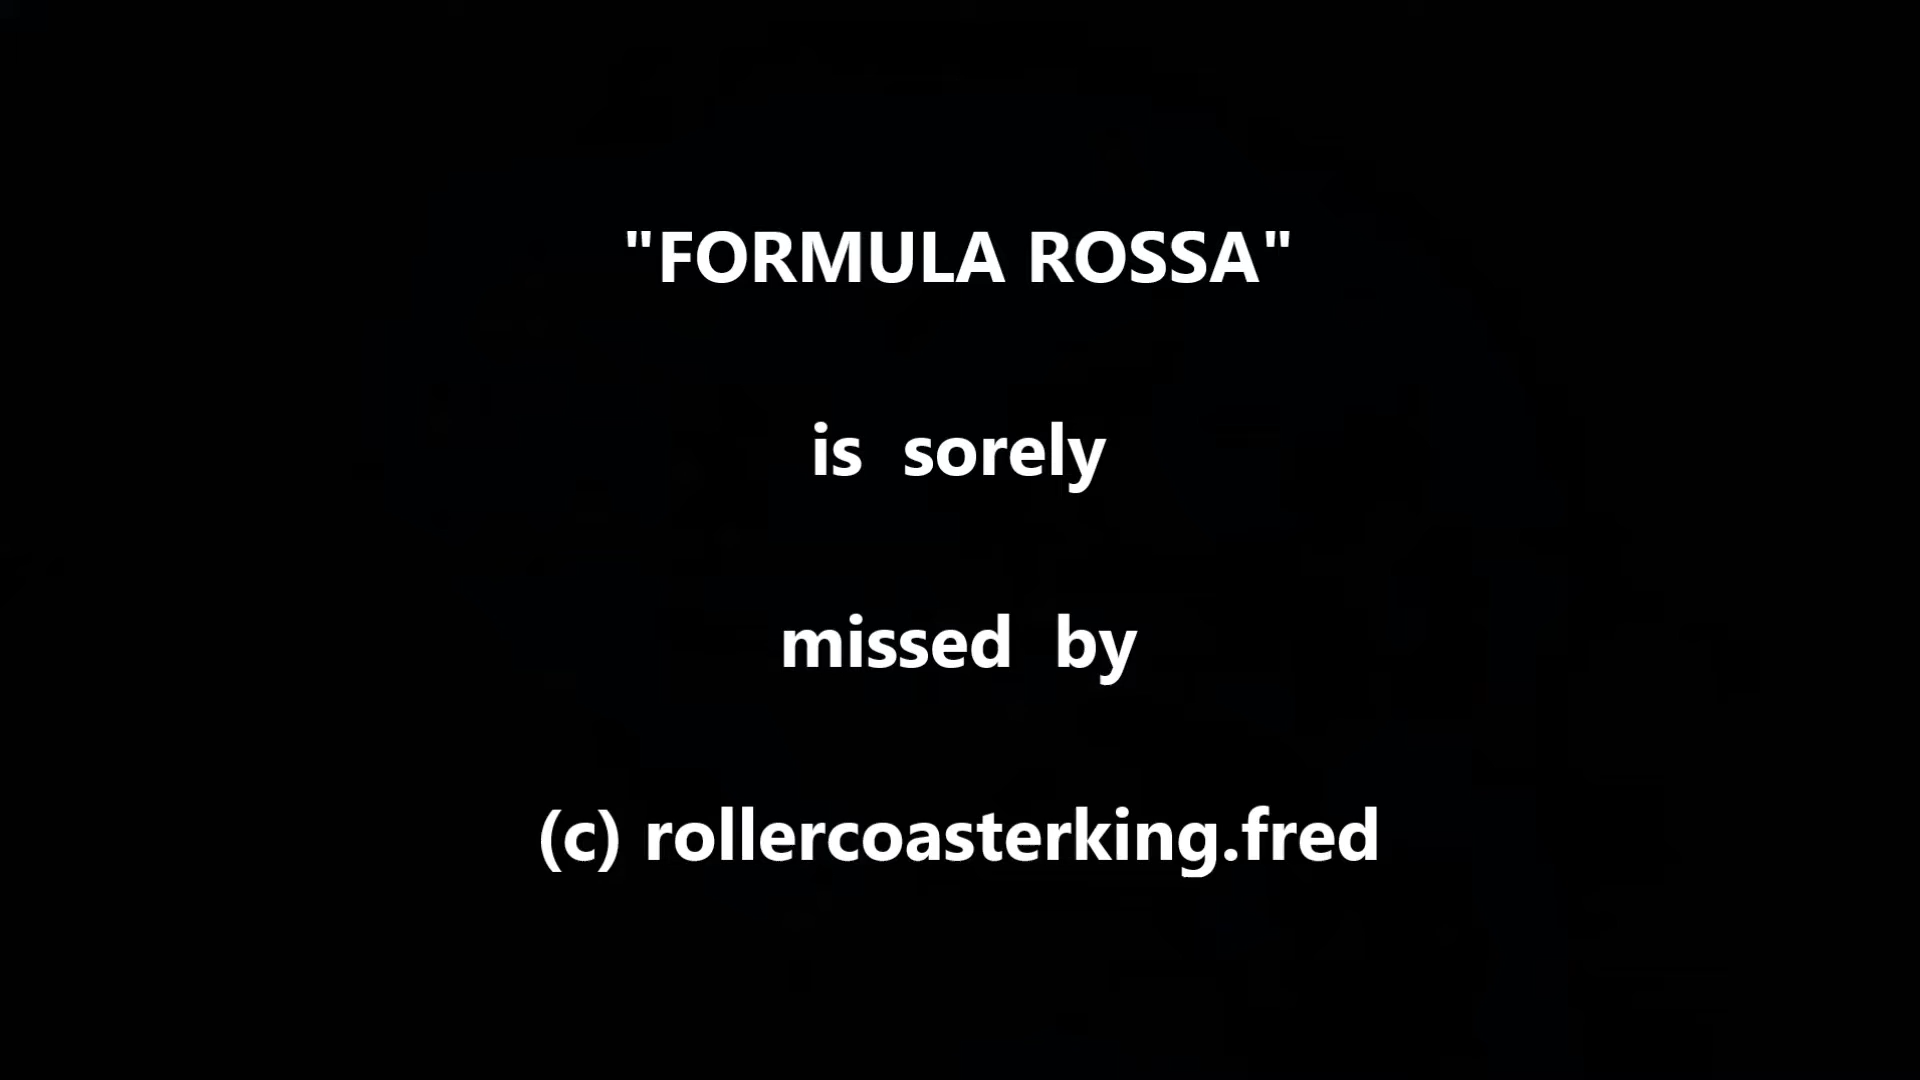 "FORMULA ROSSA"
is  sorely
missed  by
(c) rollercoasterking.fred